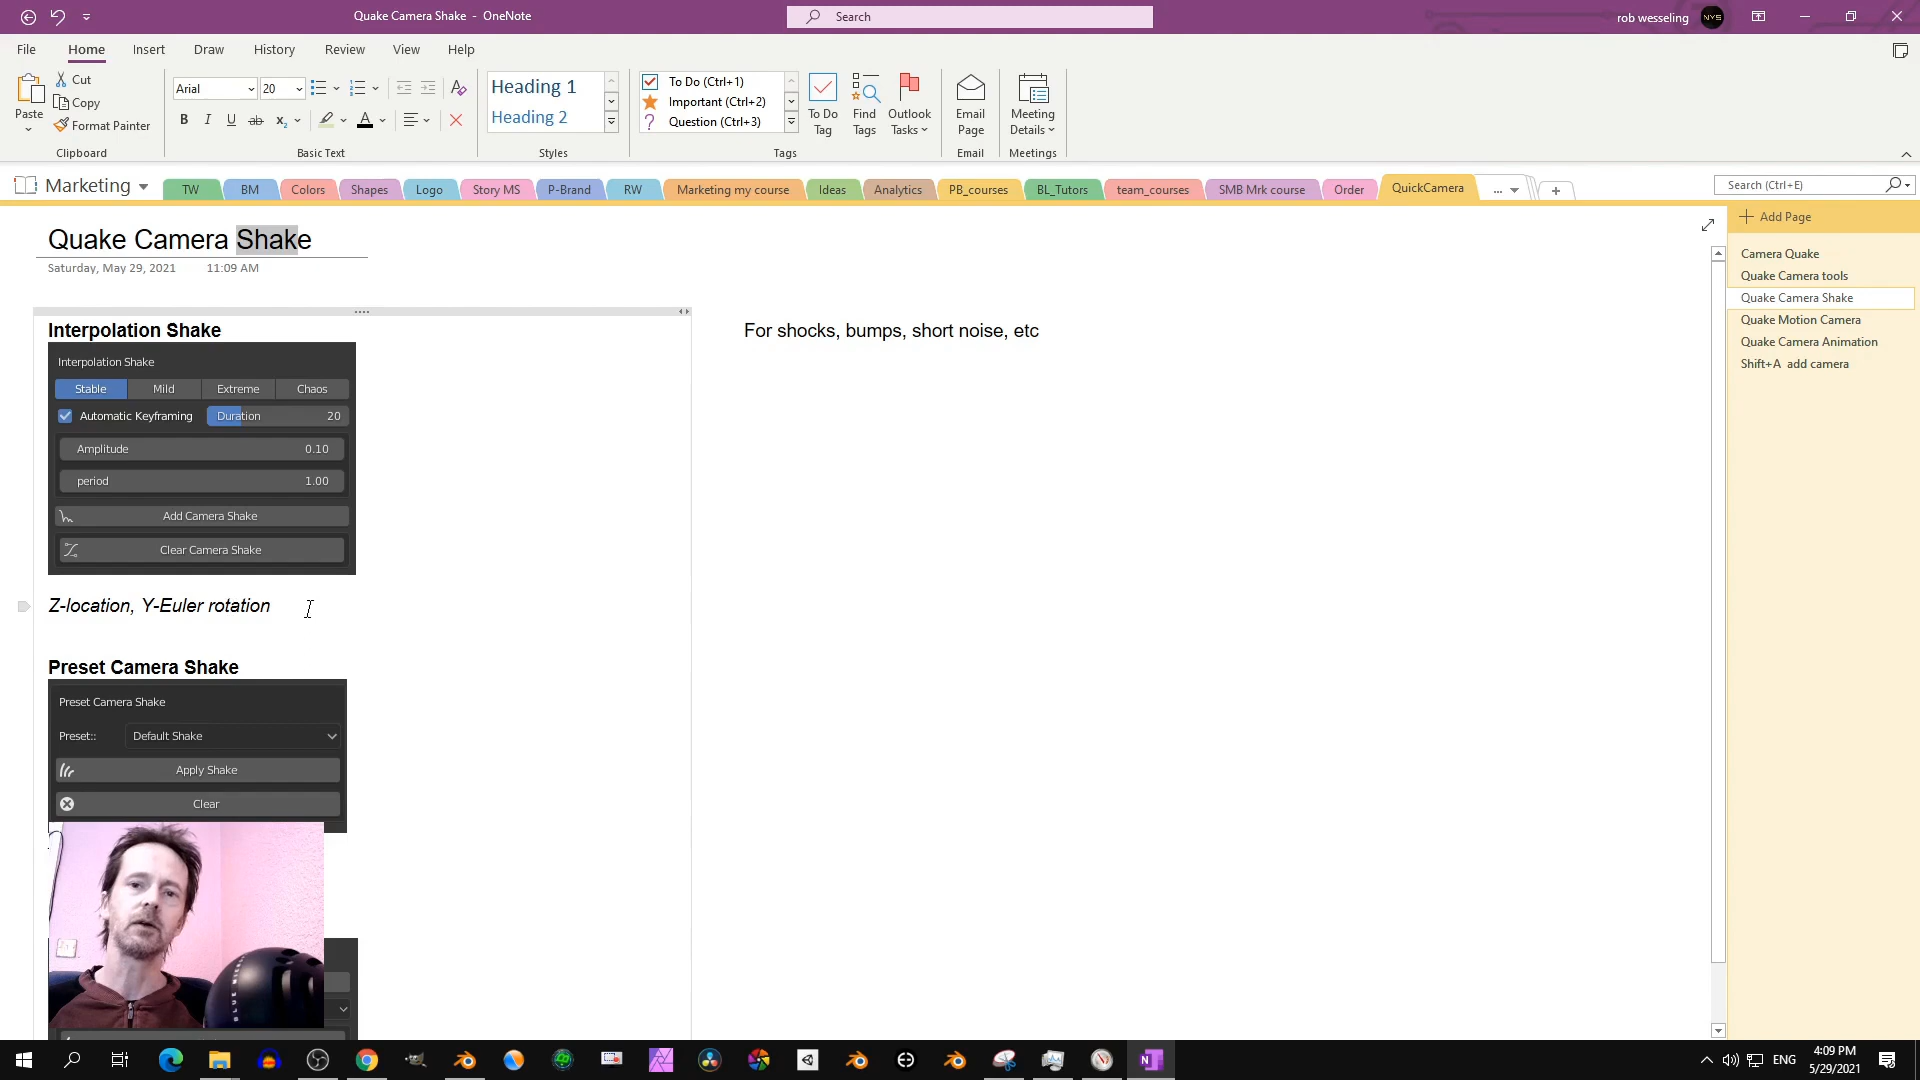 Quake Camera Shake - OneNote
Search
rob wesseling
NYS
File Home Insert Draw History Review View Help
Paste
Cut
Copy
Format Painter
Clipboard
Arial 20
B I U ab x₂ A
Basic Text
Heading 1
Heading 2
Styles
To Do (Ctrl+1)
Important (Ctrl+2)
Question (Ctrl+3)
To Do Tag
Find Tags
Outlook Tasks
Tags
Email Page
Email
Meeting Details
Meetings
Marketing
TW BM Colors Shapes Logo Story MS P-Brand RW Marketing my course Ideas Analytics PB_courses BL_Tutors team_courses SMB Mrk course Order QuickCamera ...
Search (Ctrl+E)
Quake Camera Shake
Saturday, May 29, 2021 11:09 AM
Interpolation Shake
Interpolation Shake
Stable Mild Extreme Chaos
Automatic Keyframing Duration 20
Amplitude 0.10
period 1.00
Add Camera Shake
Clear Camera Shake
Z-location, Y-Euler rotation
Preset Camera Shake
Preset Camera Shake
Preset:: Default Shake
Apply Shake
Clear
For shocks, bumps, short noise, etc
Add Page
Camera Quake
Quake Camera tools
Quake Camera Shake
Quake Motion Camera
Quake Camera Animation
Shift+A add camera
ENG
4:09 PM
5/29/2021